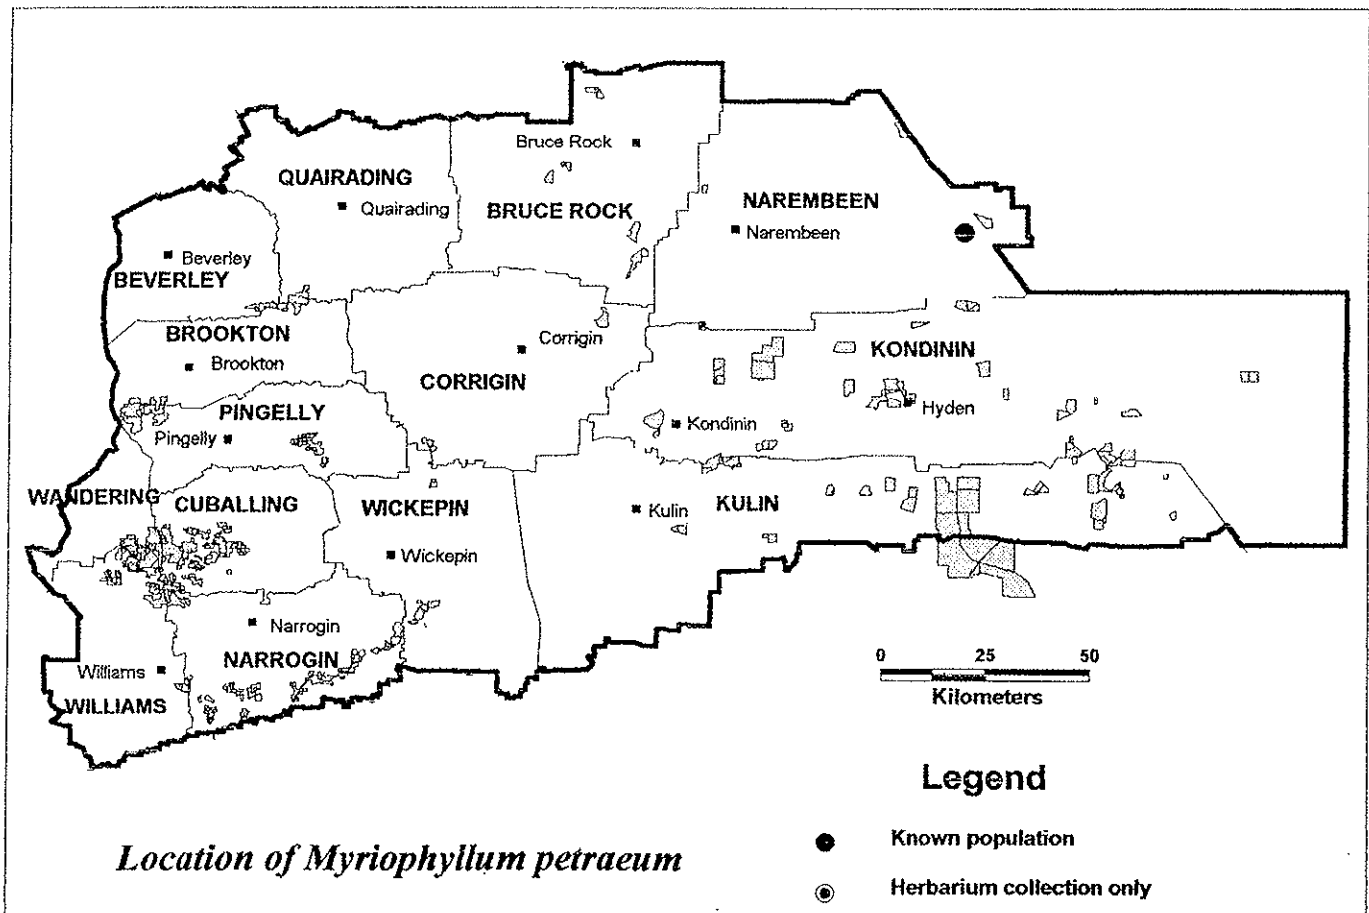 Bruce Rock
QUAIRADING
Quairading
BRUCE ROCK
NAREMBEEN
Narembeen
Beverley
BEVERLEY
BROOKTON
Brookton
Corrigin
CORRIGIN
KONDININ
Hyden
PINGELLY
Pingelly
Kondinin
WANDERING
CUBALLING
WICKEPIN
Kulin
KULIN
Wickepin
Narrogin
NARROGIN
Williams
WILLIAMS
0 25 50
Kilometers
Legend
Known population
Herbarium collection only
Location of Myriophyllum petraeum